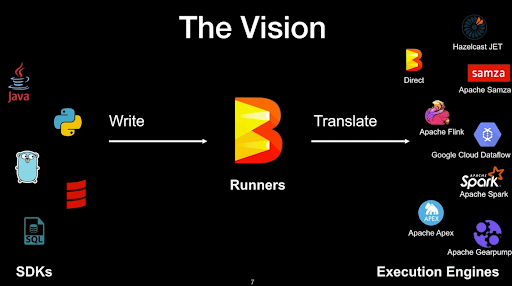 The Vision
Java
SQL
SDKs
Write
Runners
Translate
Hazelcast JET
Direct
samza
Apache Samza
Apache Flink
Google Cloud Dataflow
APACHE
Spark
Apache Spark
APEX
Apache Apex
Apache Gearpump
Execution Engines
7